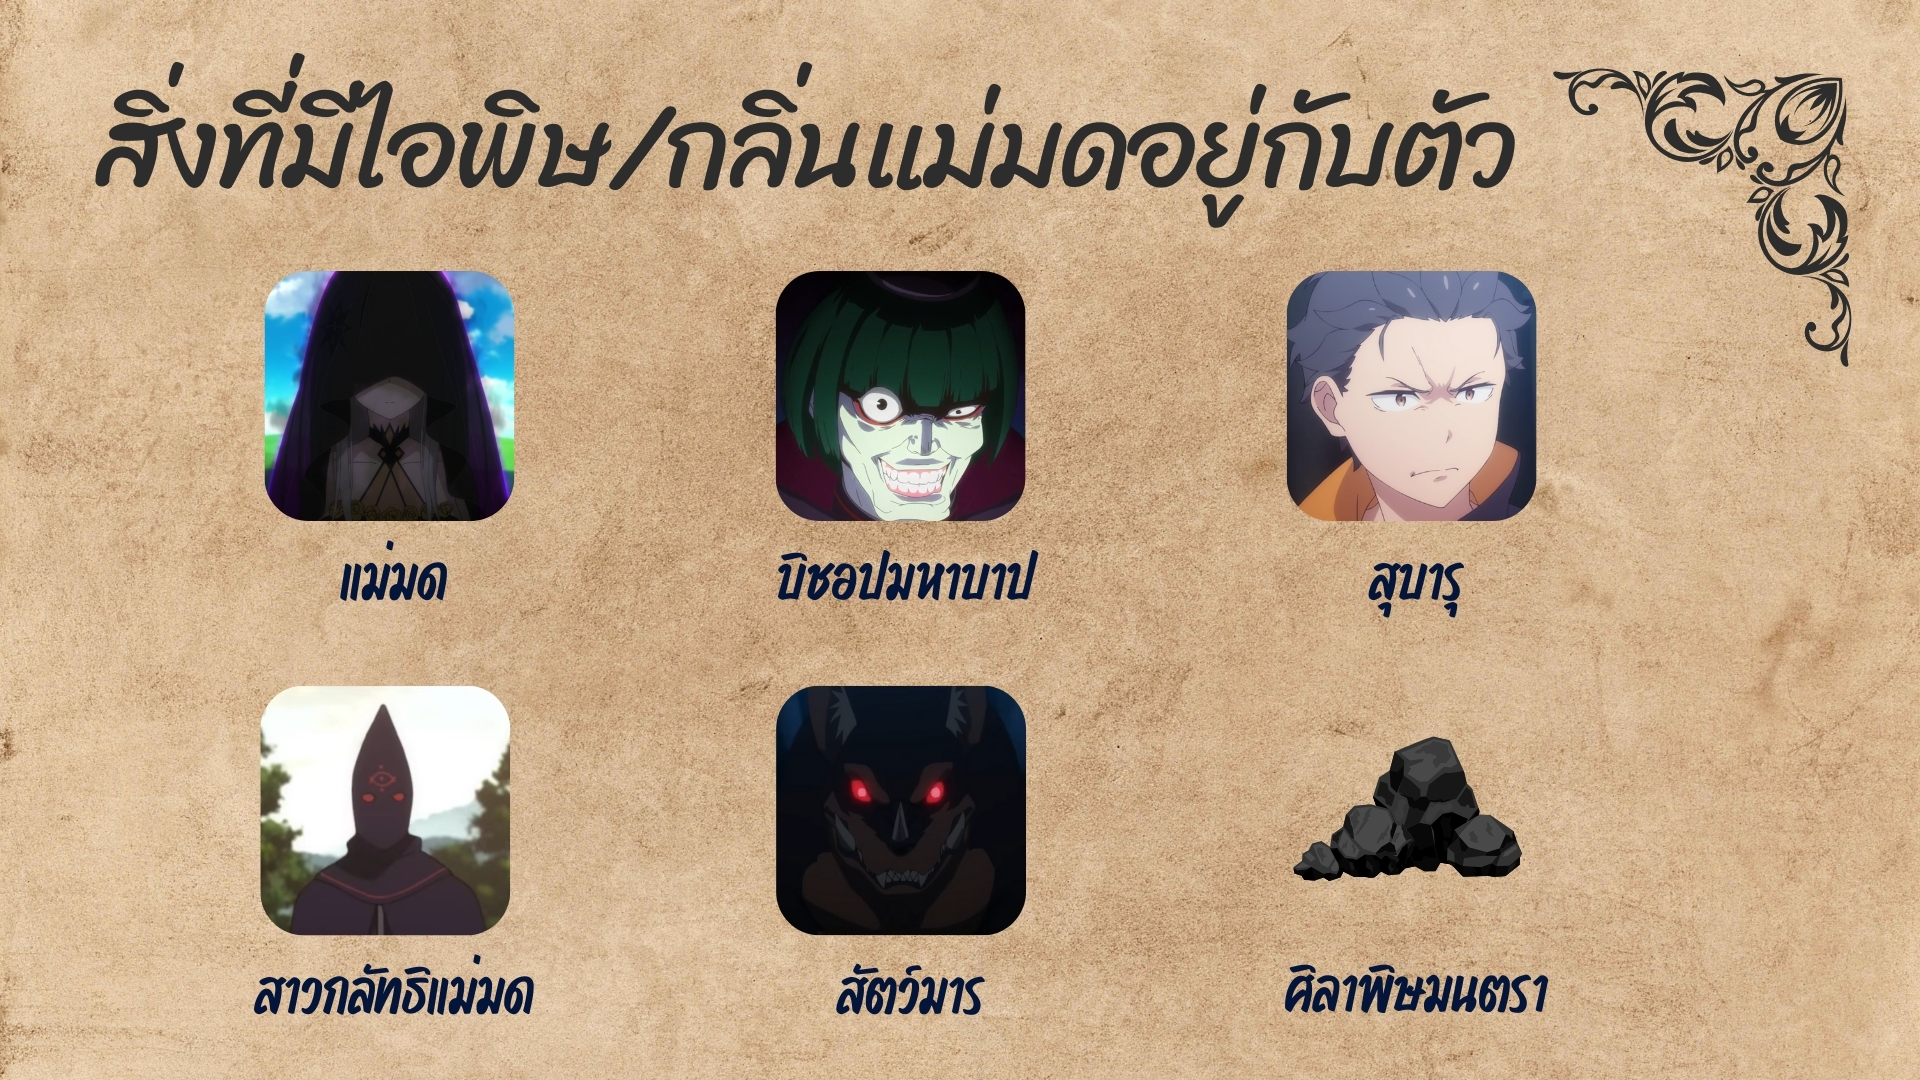 สิ่งที่มีไอพิษ/กลิ่นแม่มดอยู่กับตัว
แม่มด
บิชอปมหาบาป
สุบารุ
สาวกลัทธิแม่มด
สัตว์มาร
ศิลาพิษมนตรา